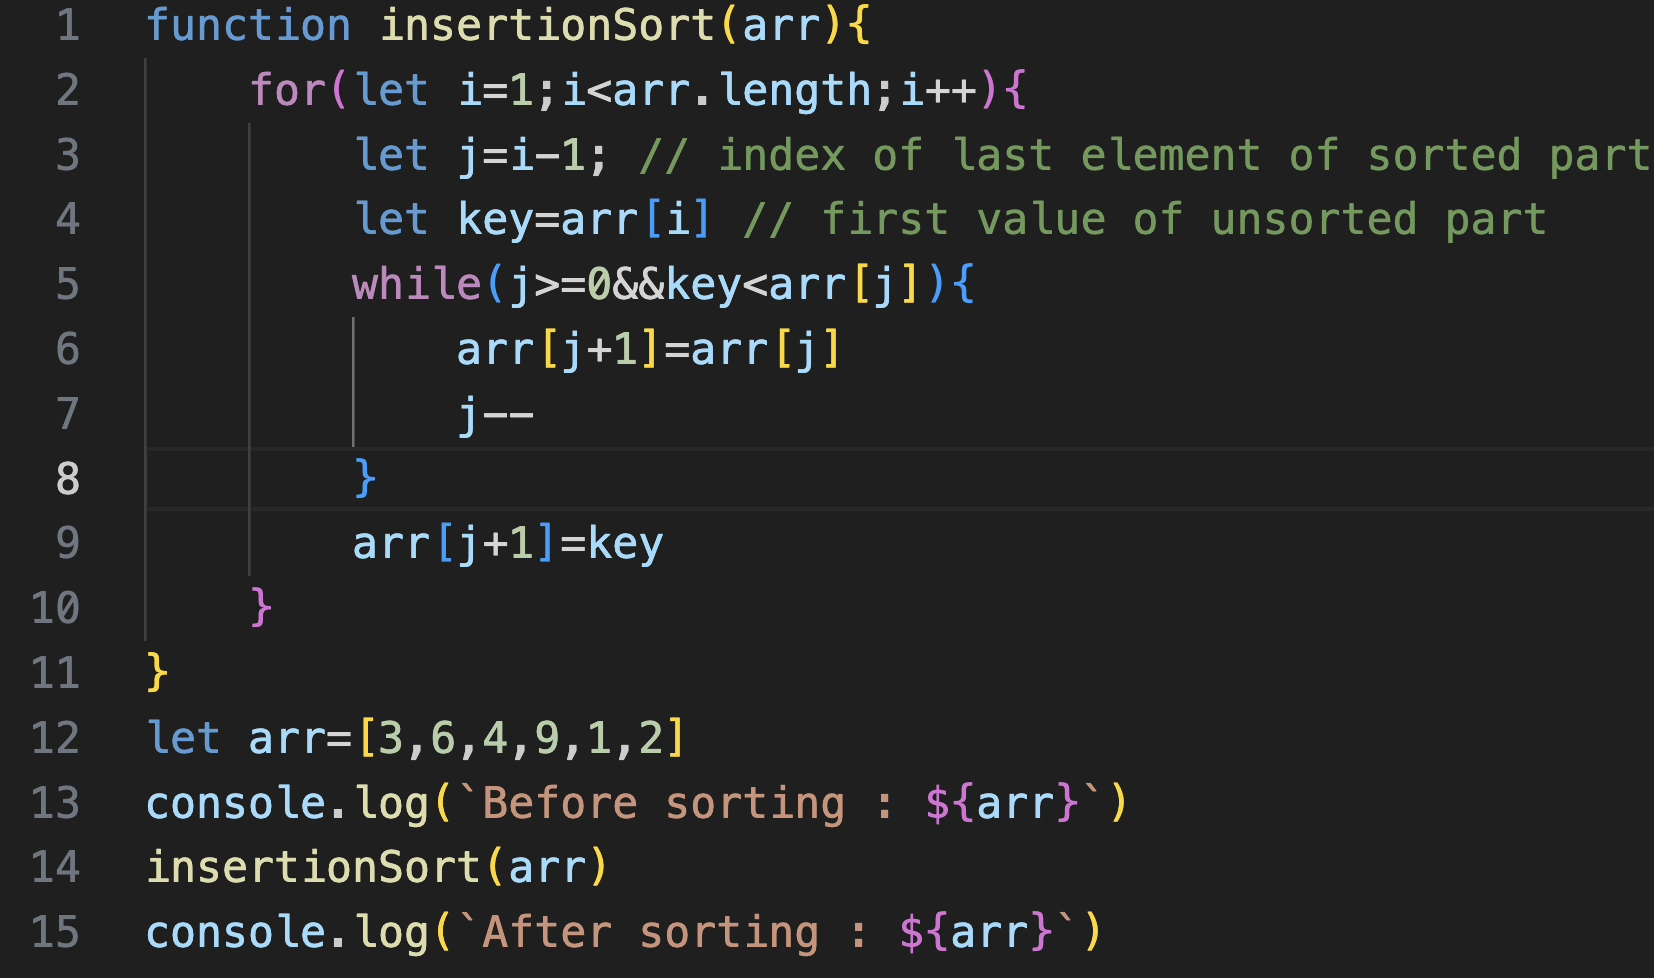 1 function insertionSort(arr){
2 for(let i=1;i<arr.length;i++){
3 let j=i-1; // index of last element of sorted part
4 let key=arr[i] // first value of unsorted part
5 while(j>=0&&key<arr[j]){
6 arr[j+1]=arr[j]
7 j--
8 }
9 arr[j+1]=key
10 }
11 }
12 let arr=[3,6,4,9,1,2]
13 console.log(`Before sorting : ${arr}`)
14 insertionSort(arr)
15 console.log(`After sorting : ${arr}`)